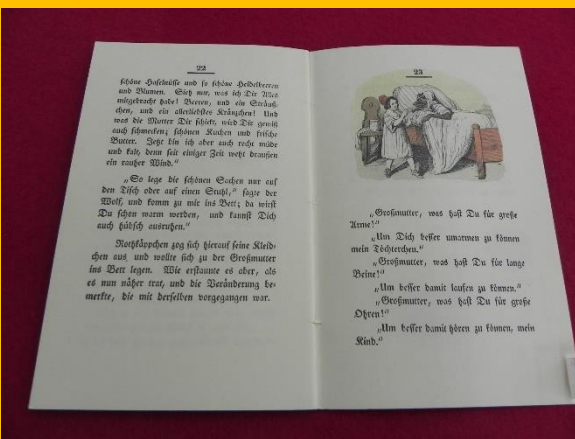 22
schöne Haselnüsse und so schöne Heidelbeeren
und Blumen. Sieh nur, was ich Dir Alles
mitgebracht habe! Beeren, und ein Sträuß-
chen, und ein allerliebstes Kränzchen! Und
was die Mutter Dir schickt, wird Dir gewiß
auch schmecken; schönen Kuchen und frische
Butter. Jetzt bin ich aber auch recht müde
und kalt, denn seit einiger Zeit weht draußen
ein rauher Wind."
„So lege die schönen Sachen nur auf
den Tisch oder auf einen Stuhl," sagte der
Wolf, und komm zu mir ins Bett; da wirst
Du schon warm werden, und kannst Dich
auch hübsch ausruhen."
Rothkäppchen zog sich hierauf seine Kleid-
chen aus und wollte sich zu der Großmutter
ins Bett legen. Wie erstaunte es aber, als
es nun näher trat, und die Veränderung be-
merkte, die mit derselben vorgegangen war.
23
„Großmutter, was hast Du für große
Arme!"
„Um Dich besser umarmen zu können
mein Töchterchen."
„Großmutter, was hast Du für lange
Beine!"
„Um besser damit laufen zu können."
„Großmutter, was hast Du für große
Ohren!"
„Um besser damit hören zu können, mein
Kind."